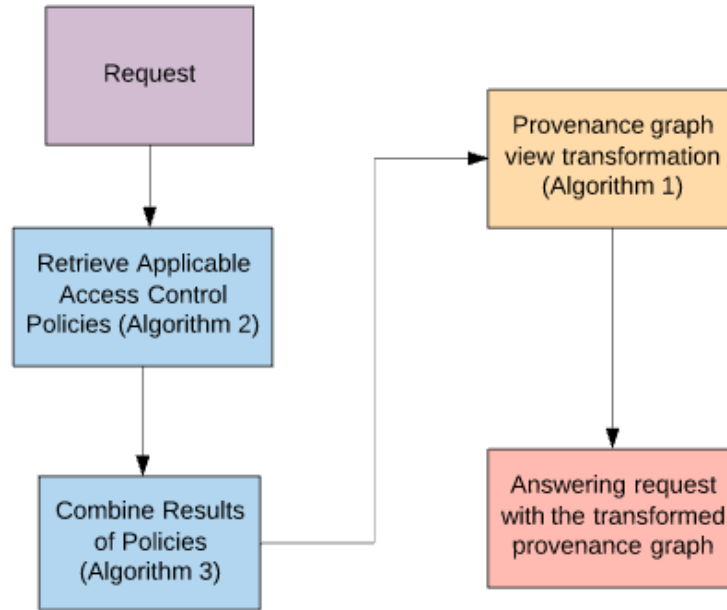 Request
Retrieve Applicable
Access Control
Policies (Algorithm 2)
Combine Results
of Policies
(Algorithm 3)
Provenance graph
view transformation
(Algorithm 1)
Answering request
with the transformed
provenance graph